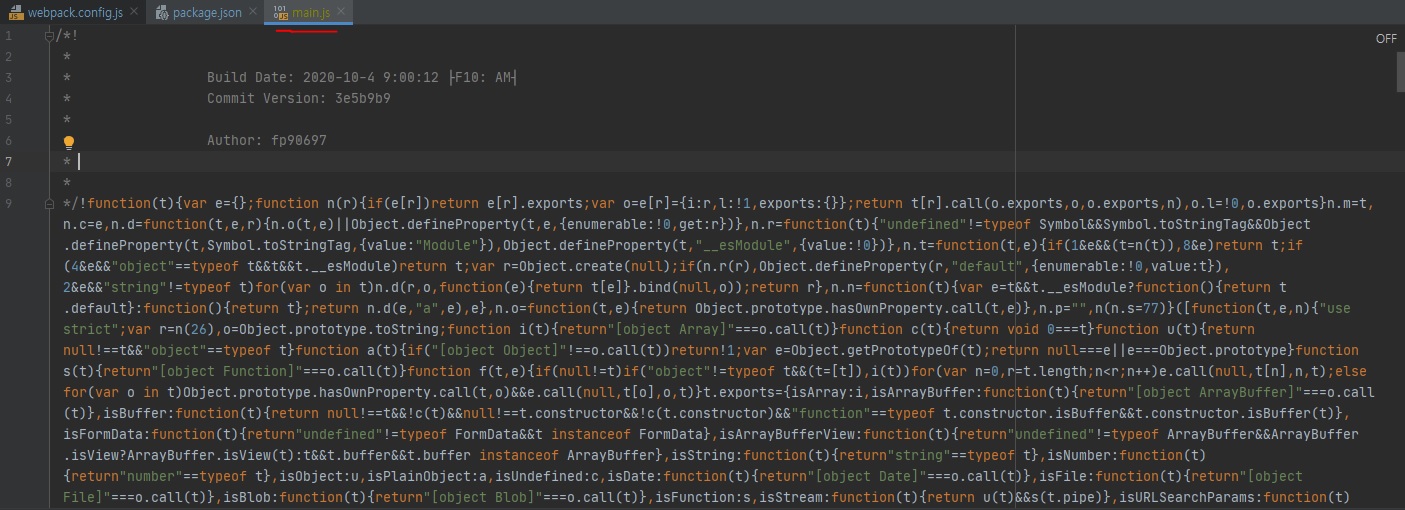 webpack.config.js × package.json × main.js ×
OFF
1 /*!
2 *
3 * Build Date: 2020-10-4 9:00:12 ├F10: AM┤
4 * Commit Version: 3e5b9b9
5 *
6 Author: fp90697
7 *
8 *
9 */!function(t){var e={};function n(r){if(e[r])return e[r].exports;var o=e[r]={i:r,l:!1,exports:{}};return t[r].call(o.exports,o,o.exports,n),o.l=!0,o.exports}n.m=t,
n.c=e,n.d=function(t,e,r){n.o(t,e)||Object.defineProperty(t,e,{enumerable:!0,get:r})},n.r=function(t){"undefined"!=typeof Symbol&&Symbol.toStringTag&&Object
.defineProperty(t,Symbol.toStringTag,{value:"Module"}),Object.defineProperty(t,"__esModule",{value:!0})},n.t=function(t,e){if(1&e&&(t=n(t)),8&e)return t;if
(4&e&&"object"==typeof t&&t&&t.__esModule)return t;var r=Object.create(null);if(n.r(r),Object.defineProperty(r,"default",{enumerable:!0,value:t}),
2&e&&"string"!=typeof t)for(var o in t)n.d(r,o,function(e){return t[e]}.bind(null,o));return r},n.n=function(t){var e=t&&t.__esModule?function(){return t
.default}:function(){return t};return n.d(e,"a",e),e},n.o=function(t,e){return Object.prototype.hasOwnProperty.call(t,e)},n.p="",n(n.s=77)}([function(t,e,n){"use
strict";var r=n(26),o=Object.prototype.toString;function i(t){return"[object Array]"===o.call(t)}function c(t){return void 0===t}function u(t){return
null!==t&&"object"==typeof t}function a(t){if("[object Object]"!==o.call(t))return!1;var e=Object.getPrototypeOf(t);return null===e||e===Object.prototype}function
s(t){return"[object Function]"===o.call(t)}function f(t,e){if(null!=t)if("object"!=typeof t&&(t=[t]),i(t))for(var n=0,r=t.length;n<r;n++)e.call(null,t[n],n,t);else
for(var o in t)Object.prototype.hasOwnProperty.call(t,o)&&e.call(null,t[o],o,t)}t.exports={isArray:i,isArrayBuffer:function(t){return"[object ArrayBuffer]"===o.call
(t)},isBuffer:function(t){return null!==t&&!c(t)&&null!==t.constructor&&!c(t.constructor)&&"function"==typeof t.constructor.isBuffer&&t.constructor.isBuffer(t)},
isFormData:function(t){return"undefined"!=typeof FormData&&t instanceof FormData},isArrayBufferView:function(t){return"undefined"!=typeof ArrayBuffer&&ArrayBuffer
.isView?ArrayBuffer.isView(t):t&&t.buffer&&t.buffer instanceof ArrayBuffer},isString:function(t){return"string"==typeof t},isNumber:function(t)
{return"number"==typeof t},isObject:u,isPlainObject:a,isUndefined:c,isDate:function(t){return"[object Date]"===o.call(t)},isFile:function(t){return"[object
File]"===o.call(t)},isBlob:function(t){return"[object Blob]"===o.call(t)},isFunction:s,isStream:function(t){return u(t)&&s(t.pipe)},isURLSearchParams:function(t)